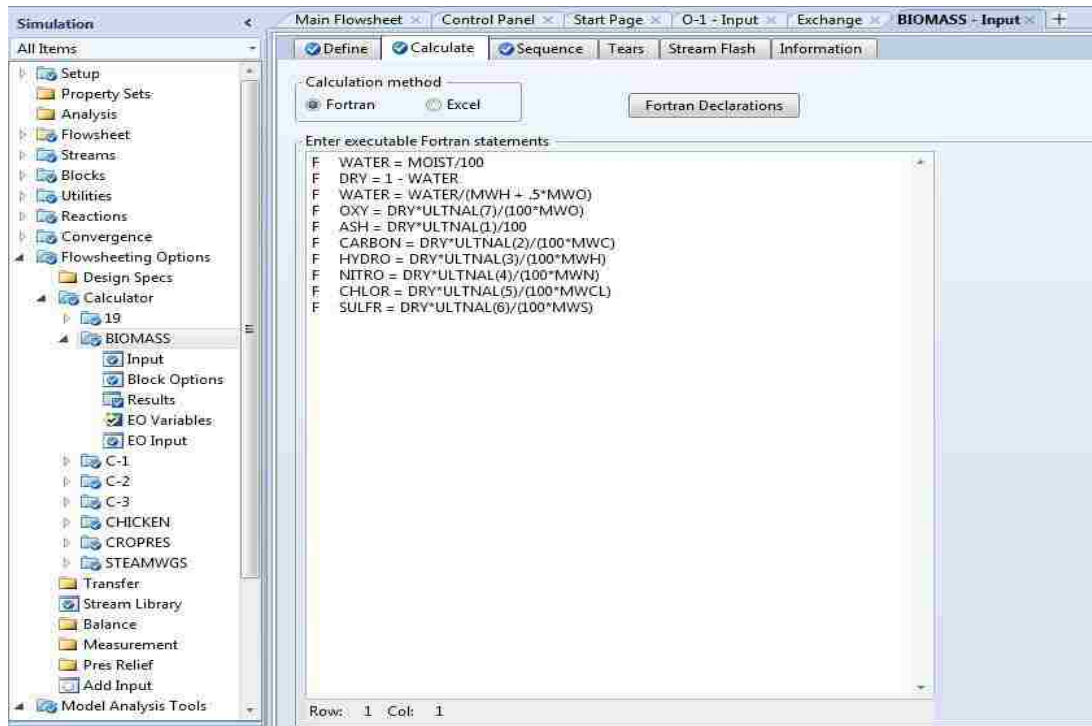 Simulation <
All Items
Setup
Property Sets
Analysis
Flowsheet
Streams
Blocks
Utilities
Reactions
Convergence
Flowsheeting Options
Design Specs
Calculator
19
BIOMASS
Input
Block Options
Results
EO Variables
EO Input
C-1
C-2
C-3
CHICKEN
CROPRES
STEAMWGS
Transfer
Stream Library
Balance
Measurement
Pres Relief
Add Input
Model Analysis Tools
Main Flowsheet × Control Panel × Start Page × O-1 - Input × Exchange × BIOMASS - Input × +
Define Calculate Sequence Tears Stream Flash Information
Calculation method
Fortran Excel Fortran Declarations
Enter executable Fortran statements
F WATER = MOIST/100
F DRY = 1 - WATER
F WATER = WATER/(MWH + .5*MWO)
F OXY = DRY*ULTNAL(7)/(100*MWO)
F ASH = DRY*ULTNAL(1)/100
F CARBON = DRY*ULTNAL(2)/(100*MWC)
F HYDRO = DRY*ULTNAL(3)/(100*MWH)
F NITRO = DRY*ULTNAL(4)/(100*MWN)
F CHLOR = DRY*ULTNAL(5)/(100*MWCL)
F SULFR = DRY*ULTNAL(6)/(100*MWS)
Row: 1 Col: 1